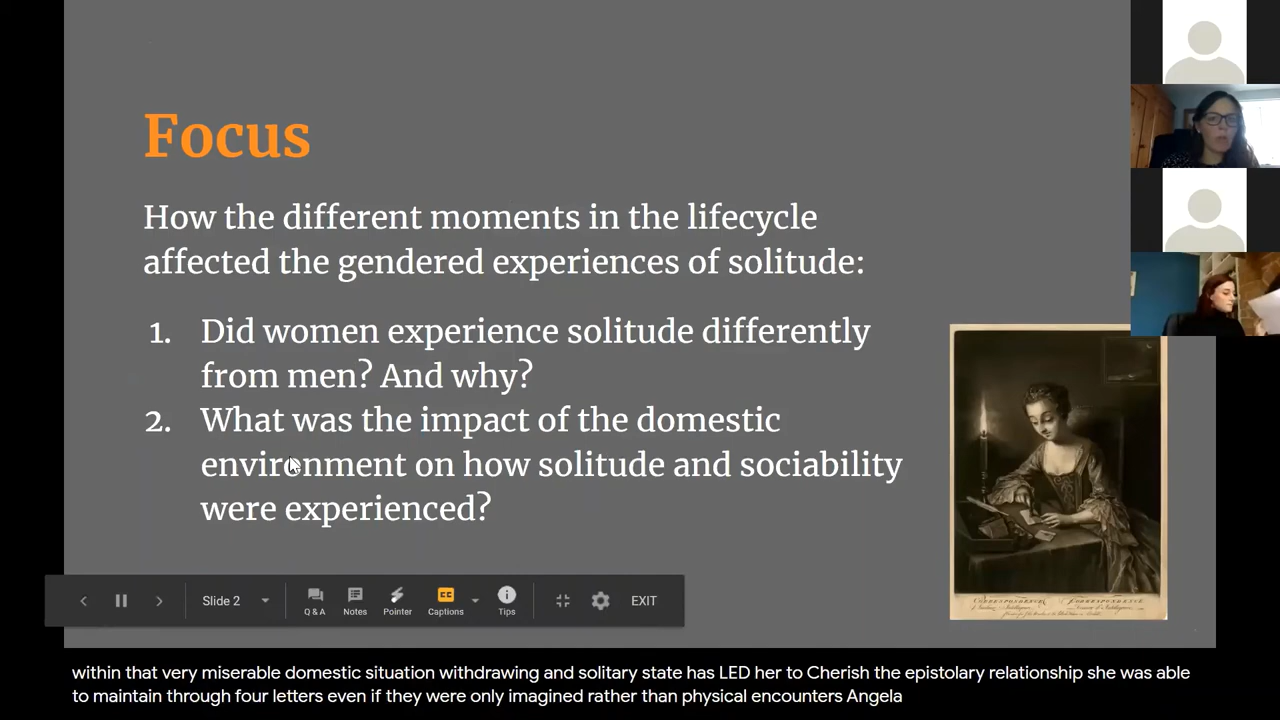 Focus
How the different moments in the lifecycle
affected the gendered experiences of solitude:
1. Did women experience solitude differently
from men? And why?
2. What was the impact of the domestic
environment on how solitude and sociability
were experienced?
CORRESPONDENCE
Slide 2
Q & A Notes Pointer Captions Tips EXIT
within that very miserable domestic situation withdrawing and solitary state has LED her to Cherish the epistolary relationship she was able
to maintain through four letters even if they were only imagined rather than physical encounters Angela